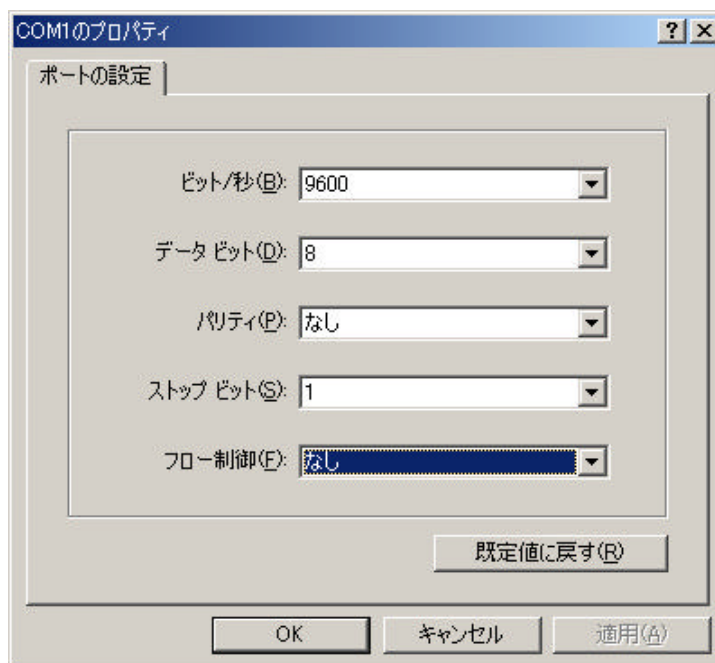 COM1のプロパティ
ポートの設定
ビット/秒(B): 9600
データ ビット(D): 8
パリティ(P): なし
ストップ ビット(S): 1
フロー制御(F): なし
既定値に戻す(R)
OK キャンセル 適用(A)